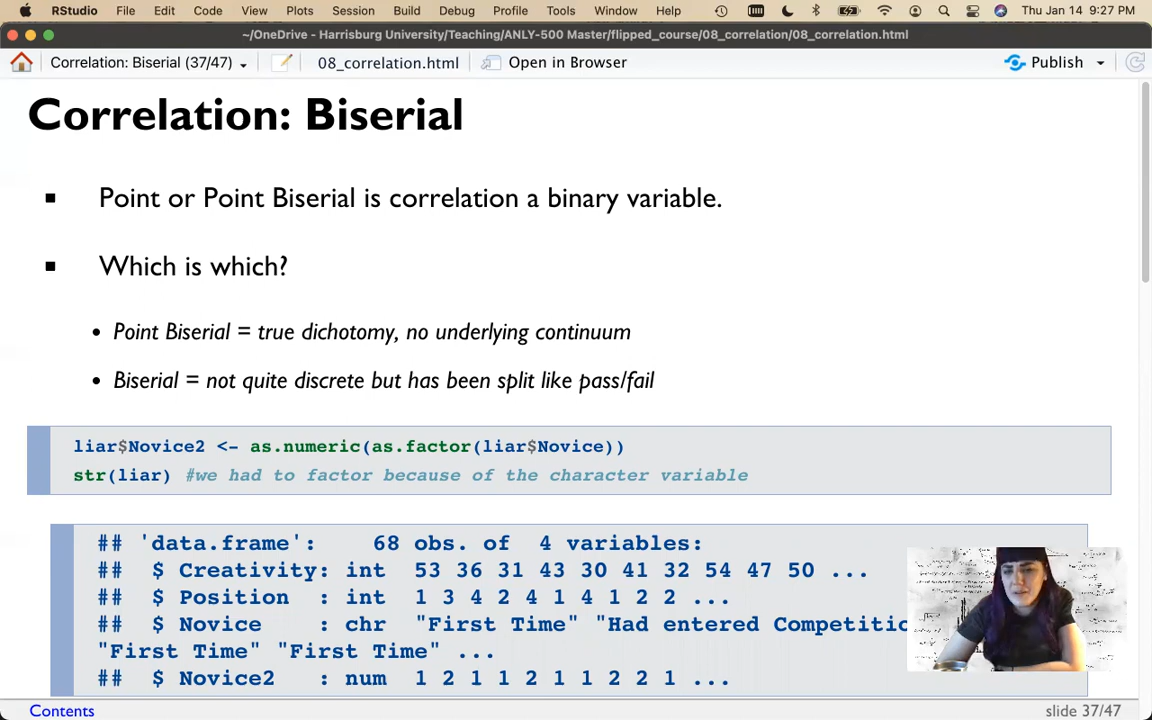 RStudio File Edit Code View Plots Session Build Debug Profile Tools Window Help Thu Jan 14 9:27 PM
~/OneDrive - Harrisburg University/Teaching/ANLY-500 Master/flipped_course/08_correlation/08_correlation.html
Correlation: Biserial (37/47) 08_correlation.html Open in Browser Publish
Correlation: Biserial
Point or Point Biserial is correlation a binary variable.
Which is which?
Point Biserial = true dichotomy, no underlying continuum
Biserial = not quite discrete but has been split like pass/fail
liar$Novice2 <- as.numeric(as.factor(liar$Novice))
str(liar) #we had to factor because of the character variable
## 'data.frame': 68 obs. of 4 variables:
## $ Creativity: int 53 36 31 43 30 41 32 54 47 50 ...
## $ Position : int 1 3 4 2 4 1 4 1 2 2 ...
## $ Novice : chr "First Time" "Had entered Competitio
"First Time" "First Time" ...
## $ Novice2 : num 1 2 1 1 2 1 1 2 2 1 ...
Contents slide 37/47